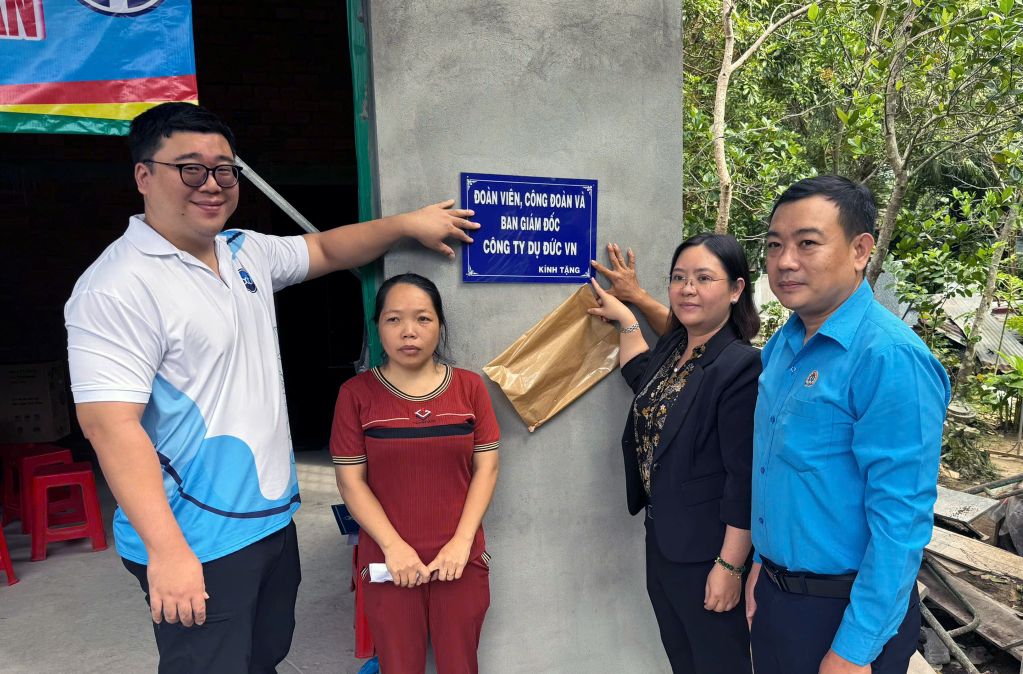 ĐOÀN VIÊN, CÔNG ĐOÀN VÀ
BAN GIÁM ĐỐC
CÔNG TY DỤ ĐỨC VN
KÍNH TẶNG